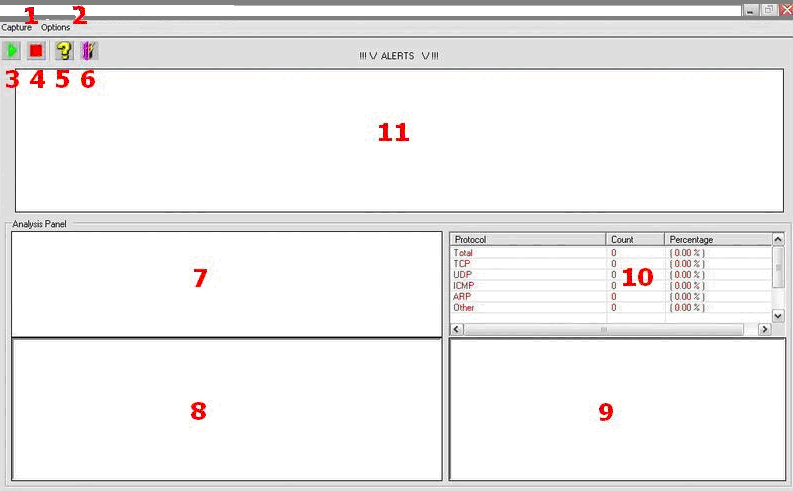 1 2
Capture Options
3 4 5 6
!!! \/ ALERTS \/ !!!
11
Analysis Panel
7
Protocol Count Percentage
Total 0 ( 0.00 % )
TCP 0 ( 0.00 % )
UDP 0 ( 0.00 % )
ICMP 0 ( 0.00 % )
ARP 0 ( 0.00 % )
Other 0 ( 0.00 % )
10
8
9